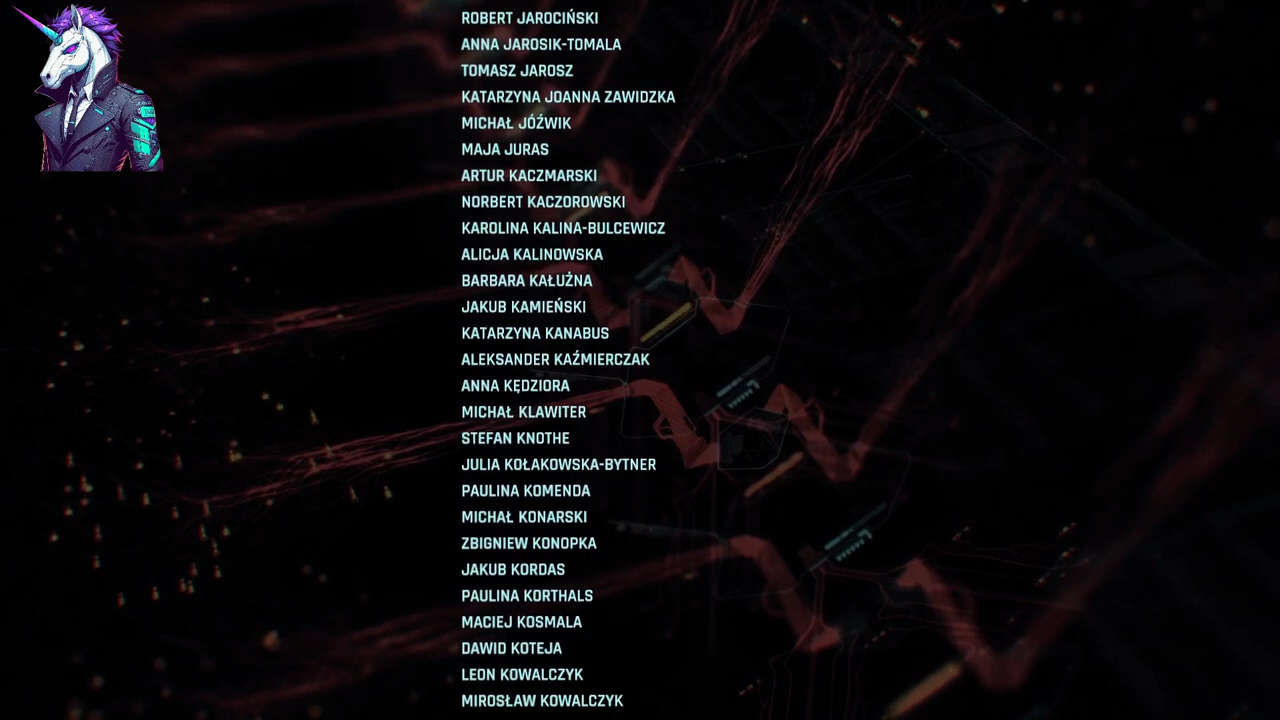 ROBERT JAROCIŃSKI
ANNA JAROSIK-TOMALA
TOMASZ JAROSZ
KATARZYNA JOANNA ZAWIDZKA
MICHAŁ JÓŹWIK
MAJA JURAS
ARTUR KACZMARSKI
NORBERT KACZOROWSKI
KAROLINA KALINA-BULCEWICZ
ALICJA KALINOWSKA
BARBARA KAŁUŻNA
JAKUB KAMIEŃSKI
KATARZYNA KANABUS
ALEKSANDER KAŹMIERCZAK
ANNA KĘDZIORA
MICHAŁ KLAWITER
STEFAN KNOTHE
JULIA KOŁAKOWSKA-BYTNER
PAULINA KOMENDA
MICHAŁ KONARSKI
ZBIGNIEW KONOPKA
JAKUB KORDAS
PAULINA KORTHALS
MACIEJ KOSMALA
DAWID KOTEJA
LEON KOWALCZYK
MIROSŁAW KOWALCZYK